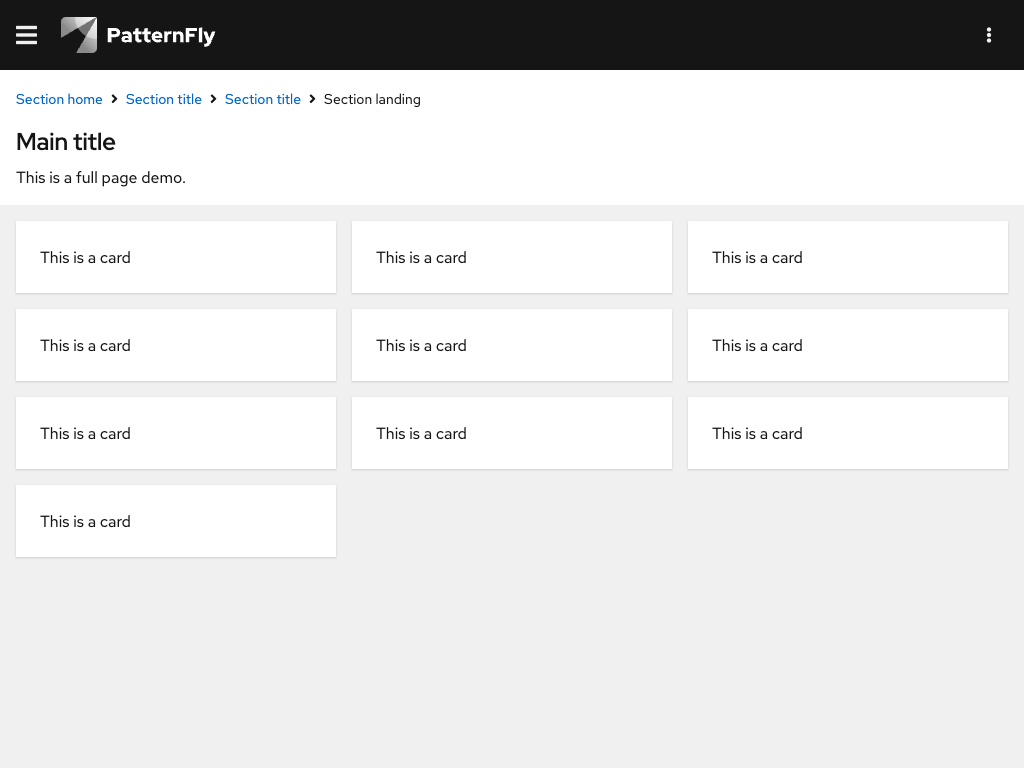 PatternFly
Section home Section title Section title Section landing
Main title
This is a full page demo.
This is a card This is a card This is a card
This is a card This is a card This is a card
This is a card This is a card This is a card
This is a card